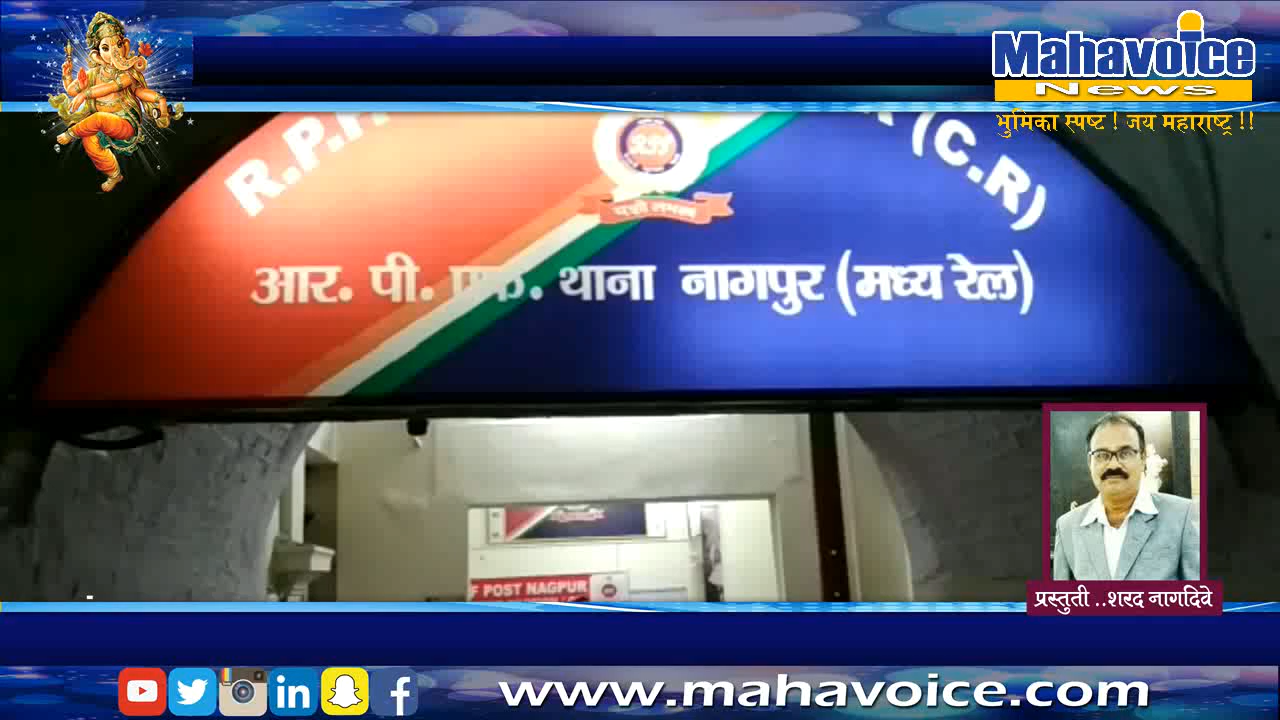 Mahavoice
News
भुमिका स्पष्ट ! जय महाराष्ट्र !!
(C.R)
आर. पी. एफ. थाना नागपुर (मध्य रेल)
POST NAGPUR
प्रस्तुती ..शरद नागदिवे
www.mahavoice.com